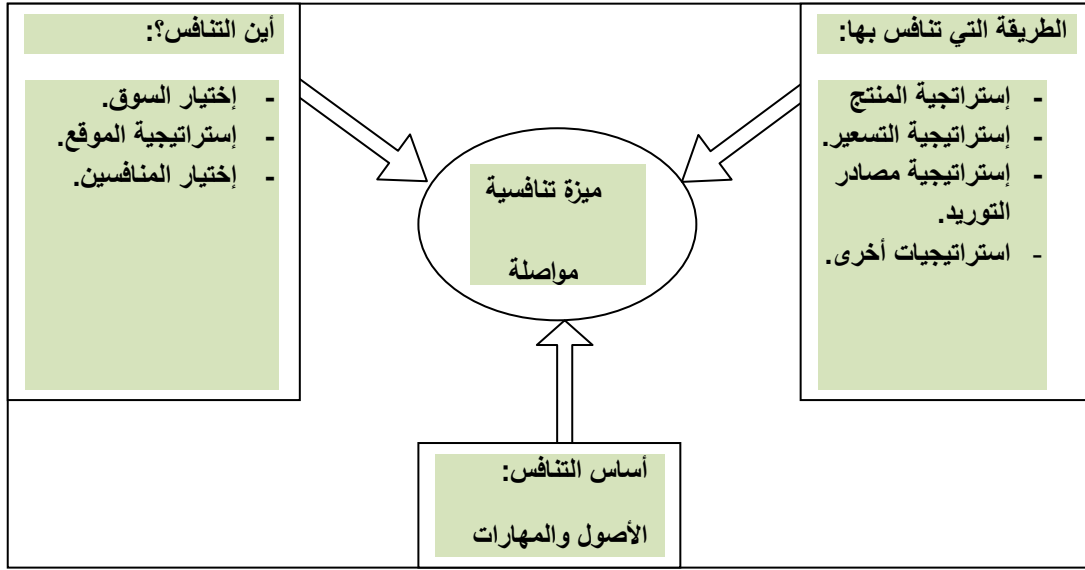 الطريقة التي تنافس بها:
- إستراتجية المنتج
- إستراتيجية التسعير.
- إستراتيجية مصادر
التوريد.
- استراتيجيات أخرى.
أين التنافس؟:
- إختيار السوق.
- إستراتيجية الموقع.
- إختيار المنافسين.
ميزة تنافسية
مواصلة
أساس التنافس:
الأصول والمهارات